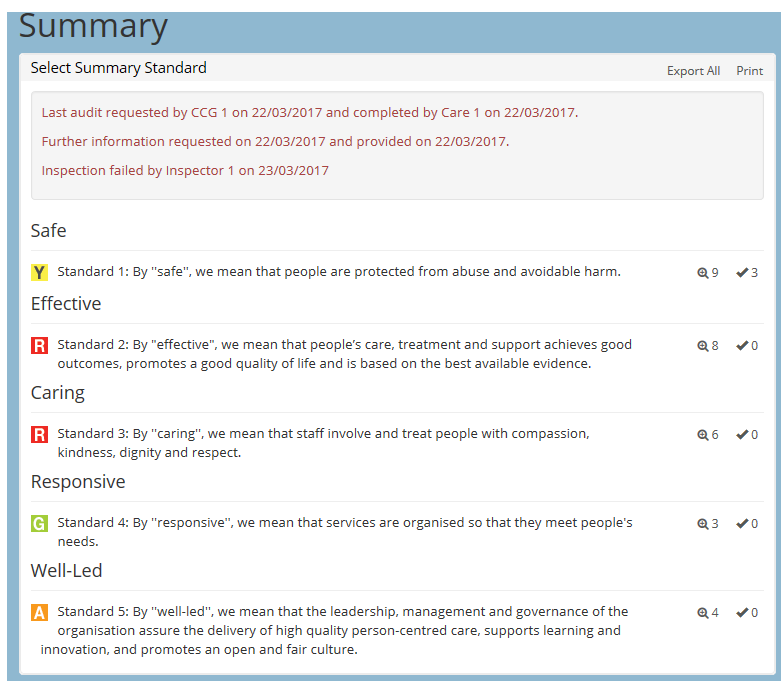 Summary
Select Summary Standard
Export All Print
Last audit requested by CCG 1 on 22/03/2017 and completed by Care 1 on 22/03/2017.
Further information requested on 22/03/2017 and provided on 22/03/2017.
Inspection failed by Inspector 1 on 23/03/2017
Safe
Y Standard 1: By "safe", we mean that people are protected from abuse and avoidable harm. 9 3
Effective
R Standard 2: By "effective", we mean that people’s care, treatment and support achieves good 8 0
outcomes, promotes a good quality of life and is based on the best available evidence.
Caring
R Standard 3: By "caring", we mean that staff involve and treat people with compassion, 6 0
kindness, dignity and respect.
Responsive
G Standard 4: By "responsive", we mean that services are organised so that they meet people's 3 0
needs.
Well-Led
A Standard 5: By "well-led", we mean that the leadership, management and governance of the 4 0
organisation assure the delivery of high quality person-centred care, supports learning and
innovation, and promotes an open and fair culture.